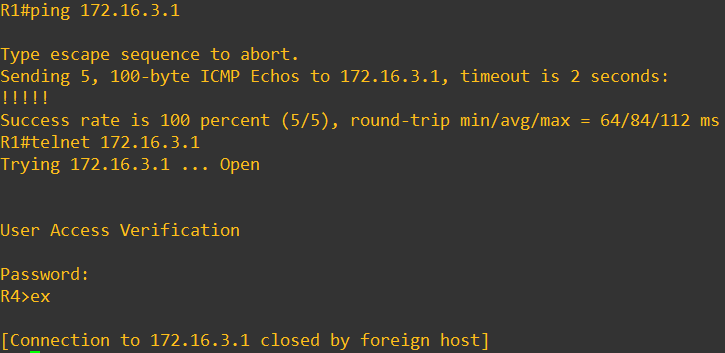 R1#ping 172.16.3.1
Type escape sequence to abort.
Sending 5, 100-byte ICMP Echos to 172.16.3.1, timeout is 2 seconds:
!!!!!
Success rate is 100 percent (5/5), round-trip min/avg/max = 64/84/112 ms
R1#telnet 172.16.3.1
Trying 172.16.3.1 ... Open
User Access Verification
Password:
R4>ex
[Connection to 172.16.3.1 closed by foreign host]